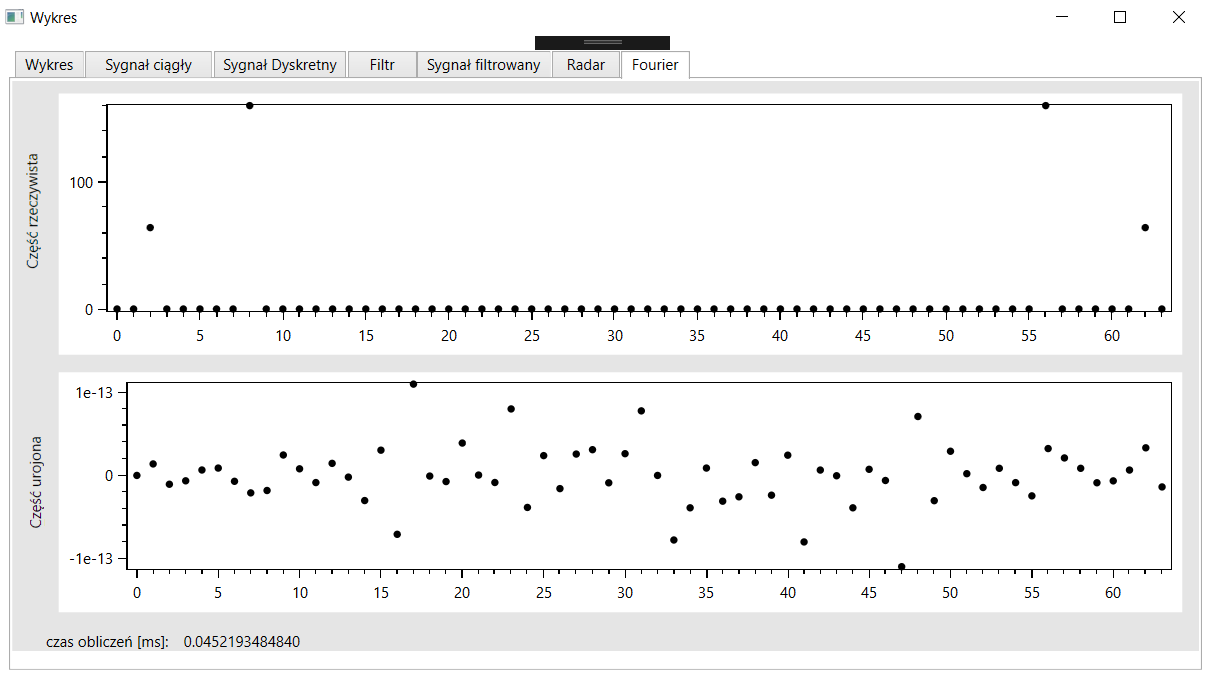 Wykres
Wykres Sygnał ciągły Sygnał Dyskretny Filtr Sygnał filtrowany Radar Fourier
Część rzeczywista
100
0
0 5 10 15 20 25 30 35 40 45 50 55 60
Część urojona
1e-13
0
-1e-13
0 5 10 15 20 25 30 35 40 45 50 55 60
czas obliczeń [ms]: 0.0452193484840